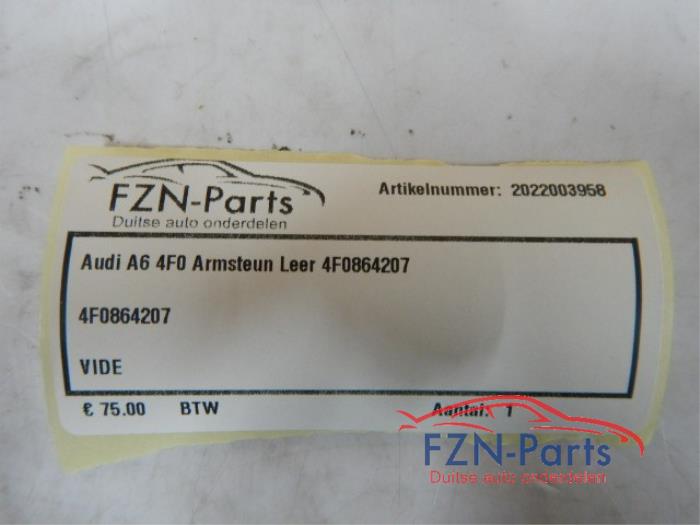 FZN-Parts
Duitse auto onderdelen
Artikelnummer: 2022003958
Audi A6 4F0 Armsteun Leer 4F0864207
4F0864207
VIDE
€ 75.00 BTW Aantal: 1
FZN-Parts
Duitse auto onderdelen